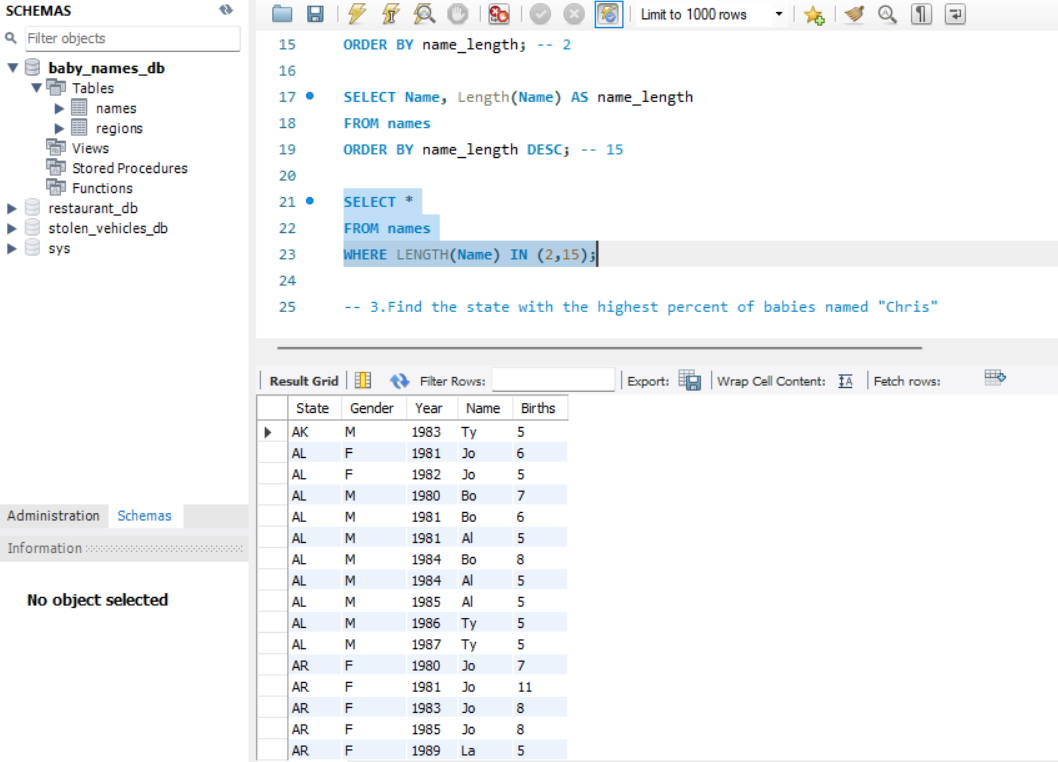 SCHEMAS
Filter objects
baby_names_db
Tables
names
regions
Views
Stored Procedures
Functions
restaurant_db
stolen_vehicles_db
sys
Administration Schemas
Information
No object selected
Limit to 1000 rows
15 ORDER BY name_length; -- 2
16
17 SELECT Name, Length(Name) AS name_length
18 FROM names
19 ORDER BY name_length DESC; -- 15
20
21 SELECT *
22 FROM names
23 WHERE LENGTH(Name) IN (2,15);
24
25 -- 3.Find the state with the highest percent of babies named "Chris"
Result Grid Filter Rows: Export: Wrap Cell Content: Fetch rows:
State Gender Year Name Births
AK M 1983 Ty 5
AL F 1981 Jo 6
AL F 1982 Jo 5
AL M 1980 Bo 7
AL M 1981 Bo 6
AL M 1981 Al 5
AL M 1984 Bo 8
AL M 1984 Al 5
AL M 1985 Al 5
AL M 1986 Ty 5
AL M 1987 Ty 5
AR F 1980 Jo 7
AR F 1981 Jo 11
AR F 1983 Jo 8
AR F 1985 Jo 8
AR F 1989 La 5